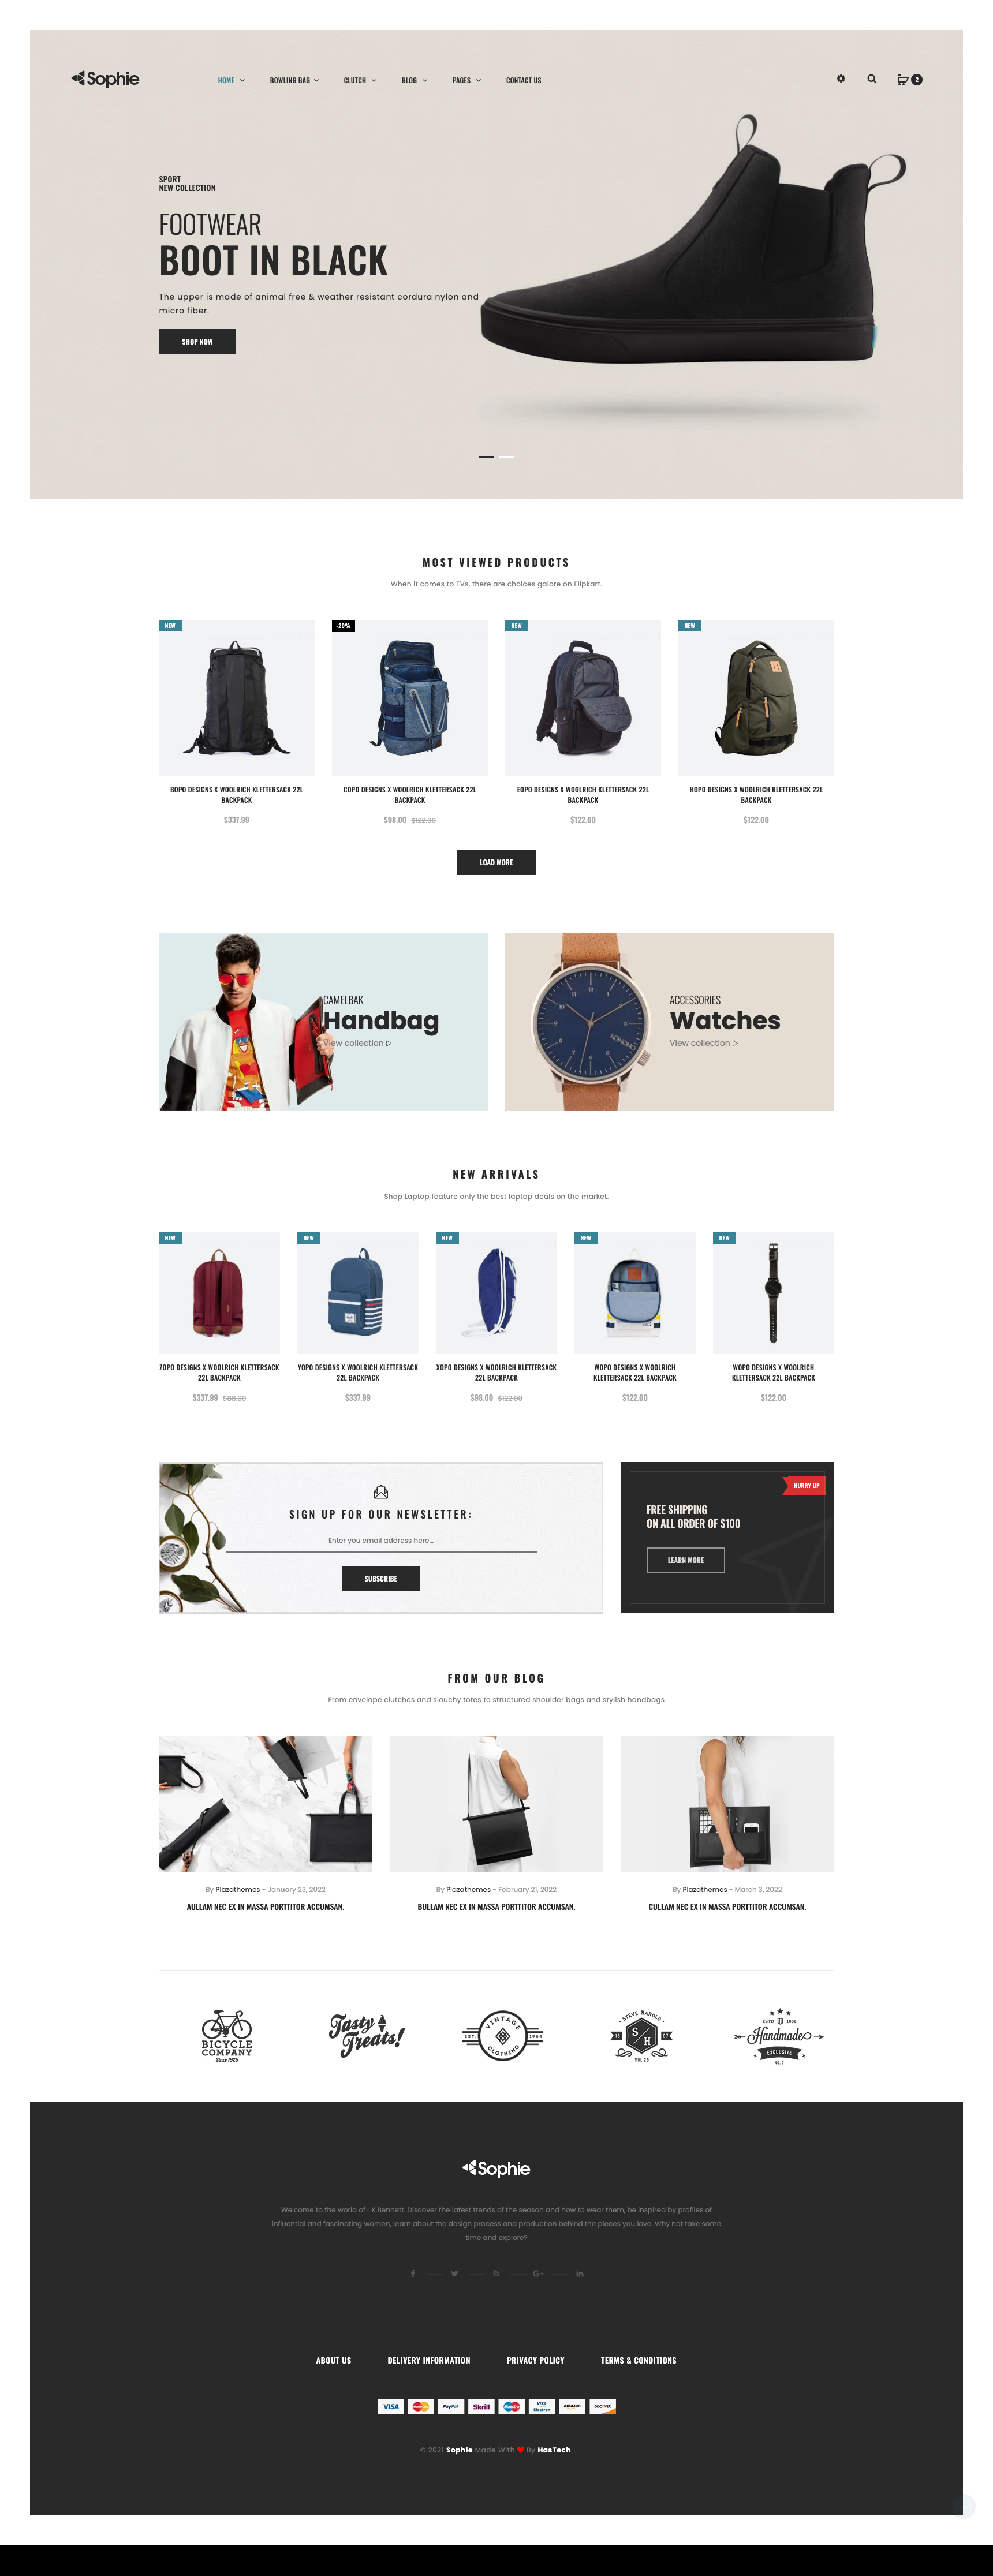 Sophie
HOME
BOWLING BAG
CLUTCH
BLOG
PAGES
CONTACT US
2
SPORT
NEW COLLECTION
FOOTWEAR
BOOT IN BLACK
The upper is made of animal free & weather resistant cordura nylon and
micro fiber.
SHOP NOW
MOST VIEWED PRODUCTS
When it comes to TVs, there are choices galore on Flipkart.
NEW
-20%
NEW
NEW
BOPO DESIGNS X WOOLRICH KLETTERSACK 22L
BACKPACK
$337.99
COPO DESIGNS X WOOLRICH KLETTERSACK 22L
BACKPACK
$98.00 $122.00
EOPO DESIGNS X WOOLRICH KLETTERSACK 22L
BACKPACK
$122.00
HOPO DESIGNS X WOOLRICH KLETTERSACK 22L
BACKPACK
$122.00
LOAD MORE
CAMELBAK
Handbag
View collection
KOMONO
ACCESSORIES
Watches
View collection
NEW ARRIVALS
Shop Laptop feature only the best laptop deals on the market.
NEW
NEW
NEW
NEW
NEW
ZOPO DESIGNS X WOOLRICH KLETTERSACK
22L BACKPACK
$337.99 $88.00
YOPO DESIGNS X WOOLRICH KLETTERSACK
22L BACKPACK
$337.99
XOPO DESIGNS X WOOLRICH KLETTERSACK
22L BACKPACK
$98.00 $122.00
WOPO DESIGNS X WOOLRICH
KLETTERSACK 22L BACKPACK
$122.00
WOPO DESIGNS X WOOLRICH
KLETTERSACK 22L BACKPACK
$122.00
SIGN UP FOR OUR NEWSLETTER:
Enter you email address here...
SUBSCRIBE
HURRY UP
FREE SHIPPING
ON ALL ORDER OF $100
LEARN MORE
FROM OUR BLOG
From envelope clutches and slouchy totes to structured shoulder bags and stylish handbags
By Plazathemes - January 23, 2022
AULLAM NEC EX IN MASSA PORTTITOR ACCUMSAN.
By Plazathemes - February 21, 2022
BULLAM NEC EX IN MASSA PORTTITOR ACCUMSAN.
By Plazathemes - March 3, 2022
CULLAM NEC EX IN MASSA PORTTITOR ACCUMSAN.
BICYCLE
COMPANY
Since 1926
Tasty
Treats!
VINTAGE
EST. 1964
CLOTHING
STEVE HAROLD
S/H
VOL 29
ESTD 1806
Handmade
EXCLUSIVE
NO.7
Sophie
Welcome to the world of L.K.Bennett. Discover the latest trends of the season and how to wear them, be inspired by profiles of
influential and fascinating women, learn about the design process and production behind the pieces you love. Why not take some
time and explore?
ABOUT US
DELIVERY INFORMATION
PRIVACY POLICY
TERMS & CONDITIONS
VISA
PayPal
Skrill
Maestro
VISA
Electron
amazon
DISCOVER
© 2021 Sophie Made With By HasTech